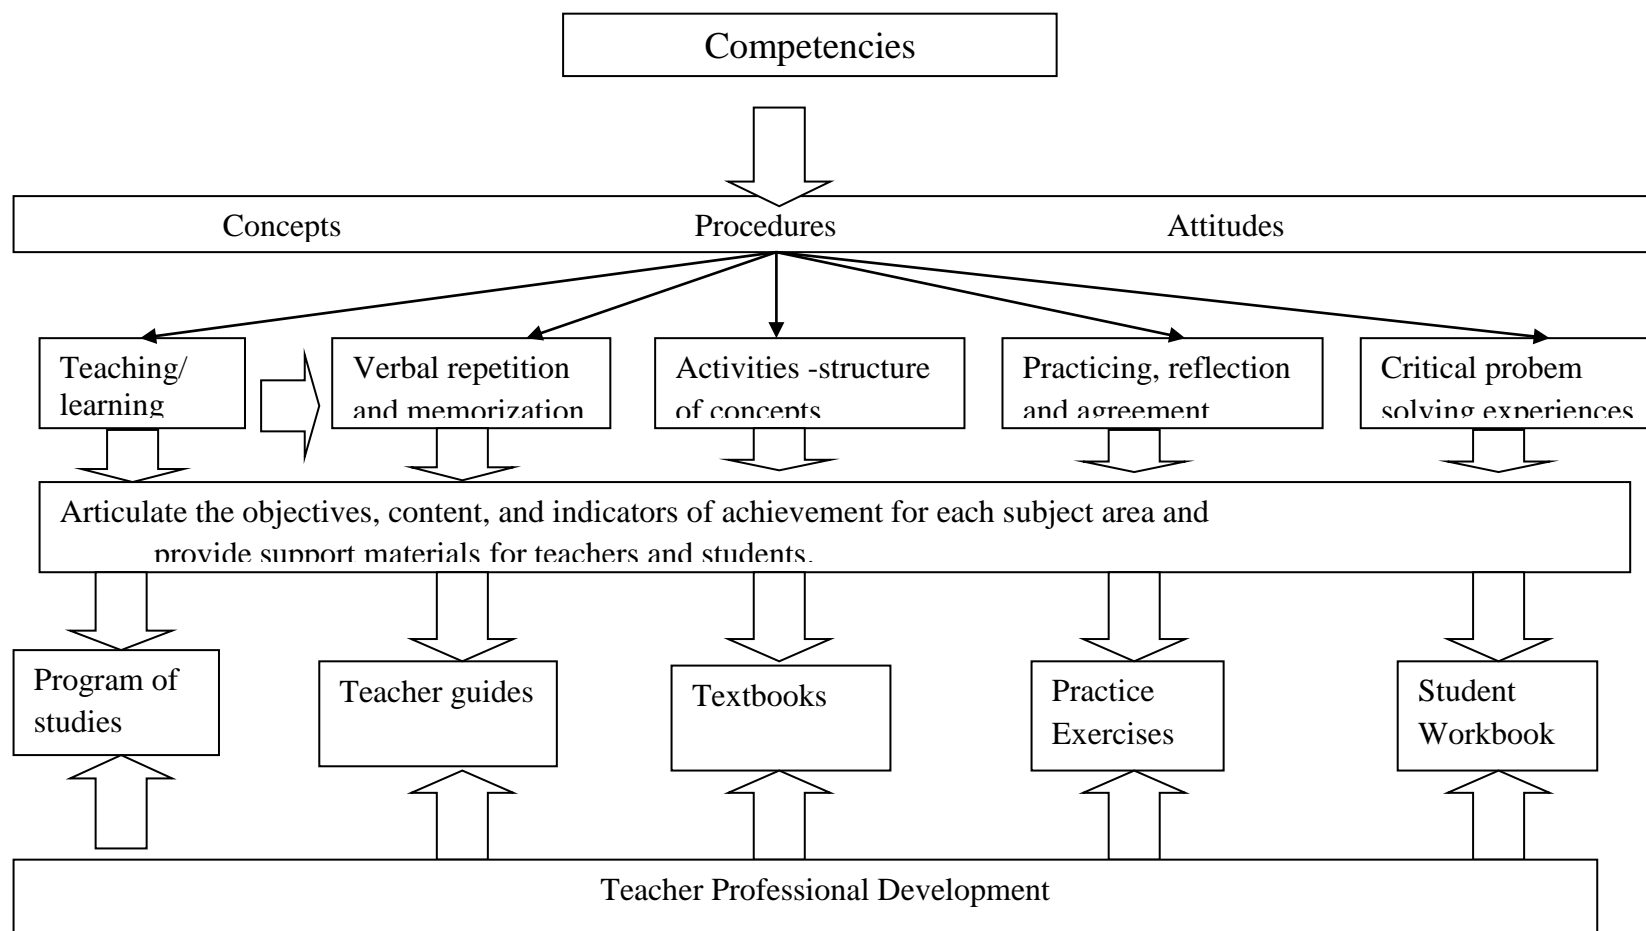 Competencies
Concepts Procedures Attitudes
Teaching/
learning
Verbal repetition
and memorization
Activities -structure
of concepts
Practicing, reflection
and agreement
Critical probem
solving experiences
Articulate the objectives, content, and indicators of achievement for each subject area and
provide support materials for teachers and students.
Program of
studies
Teacher guides
Textbooks
Practice
Exercises
Student
Workbook
Teacher Professional Development